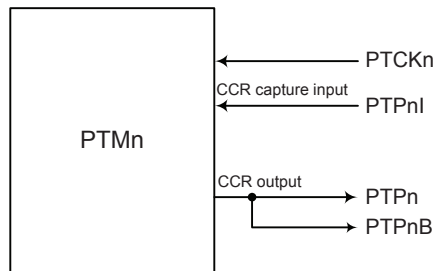 PTCKn
CCR capture input
PTPnI
PTMn
CCR output
PTPn
PTPnB